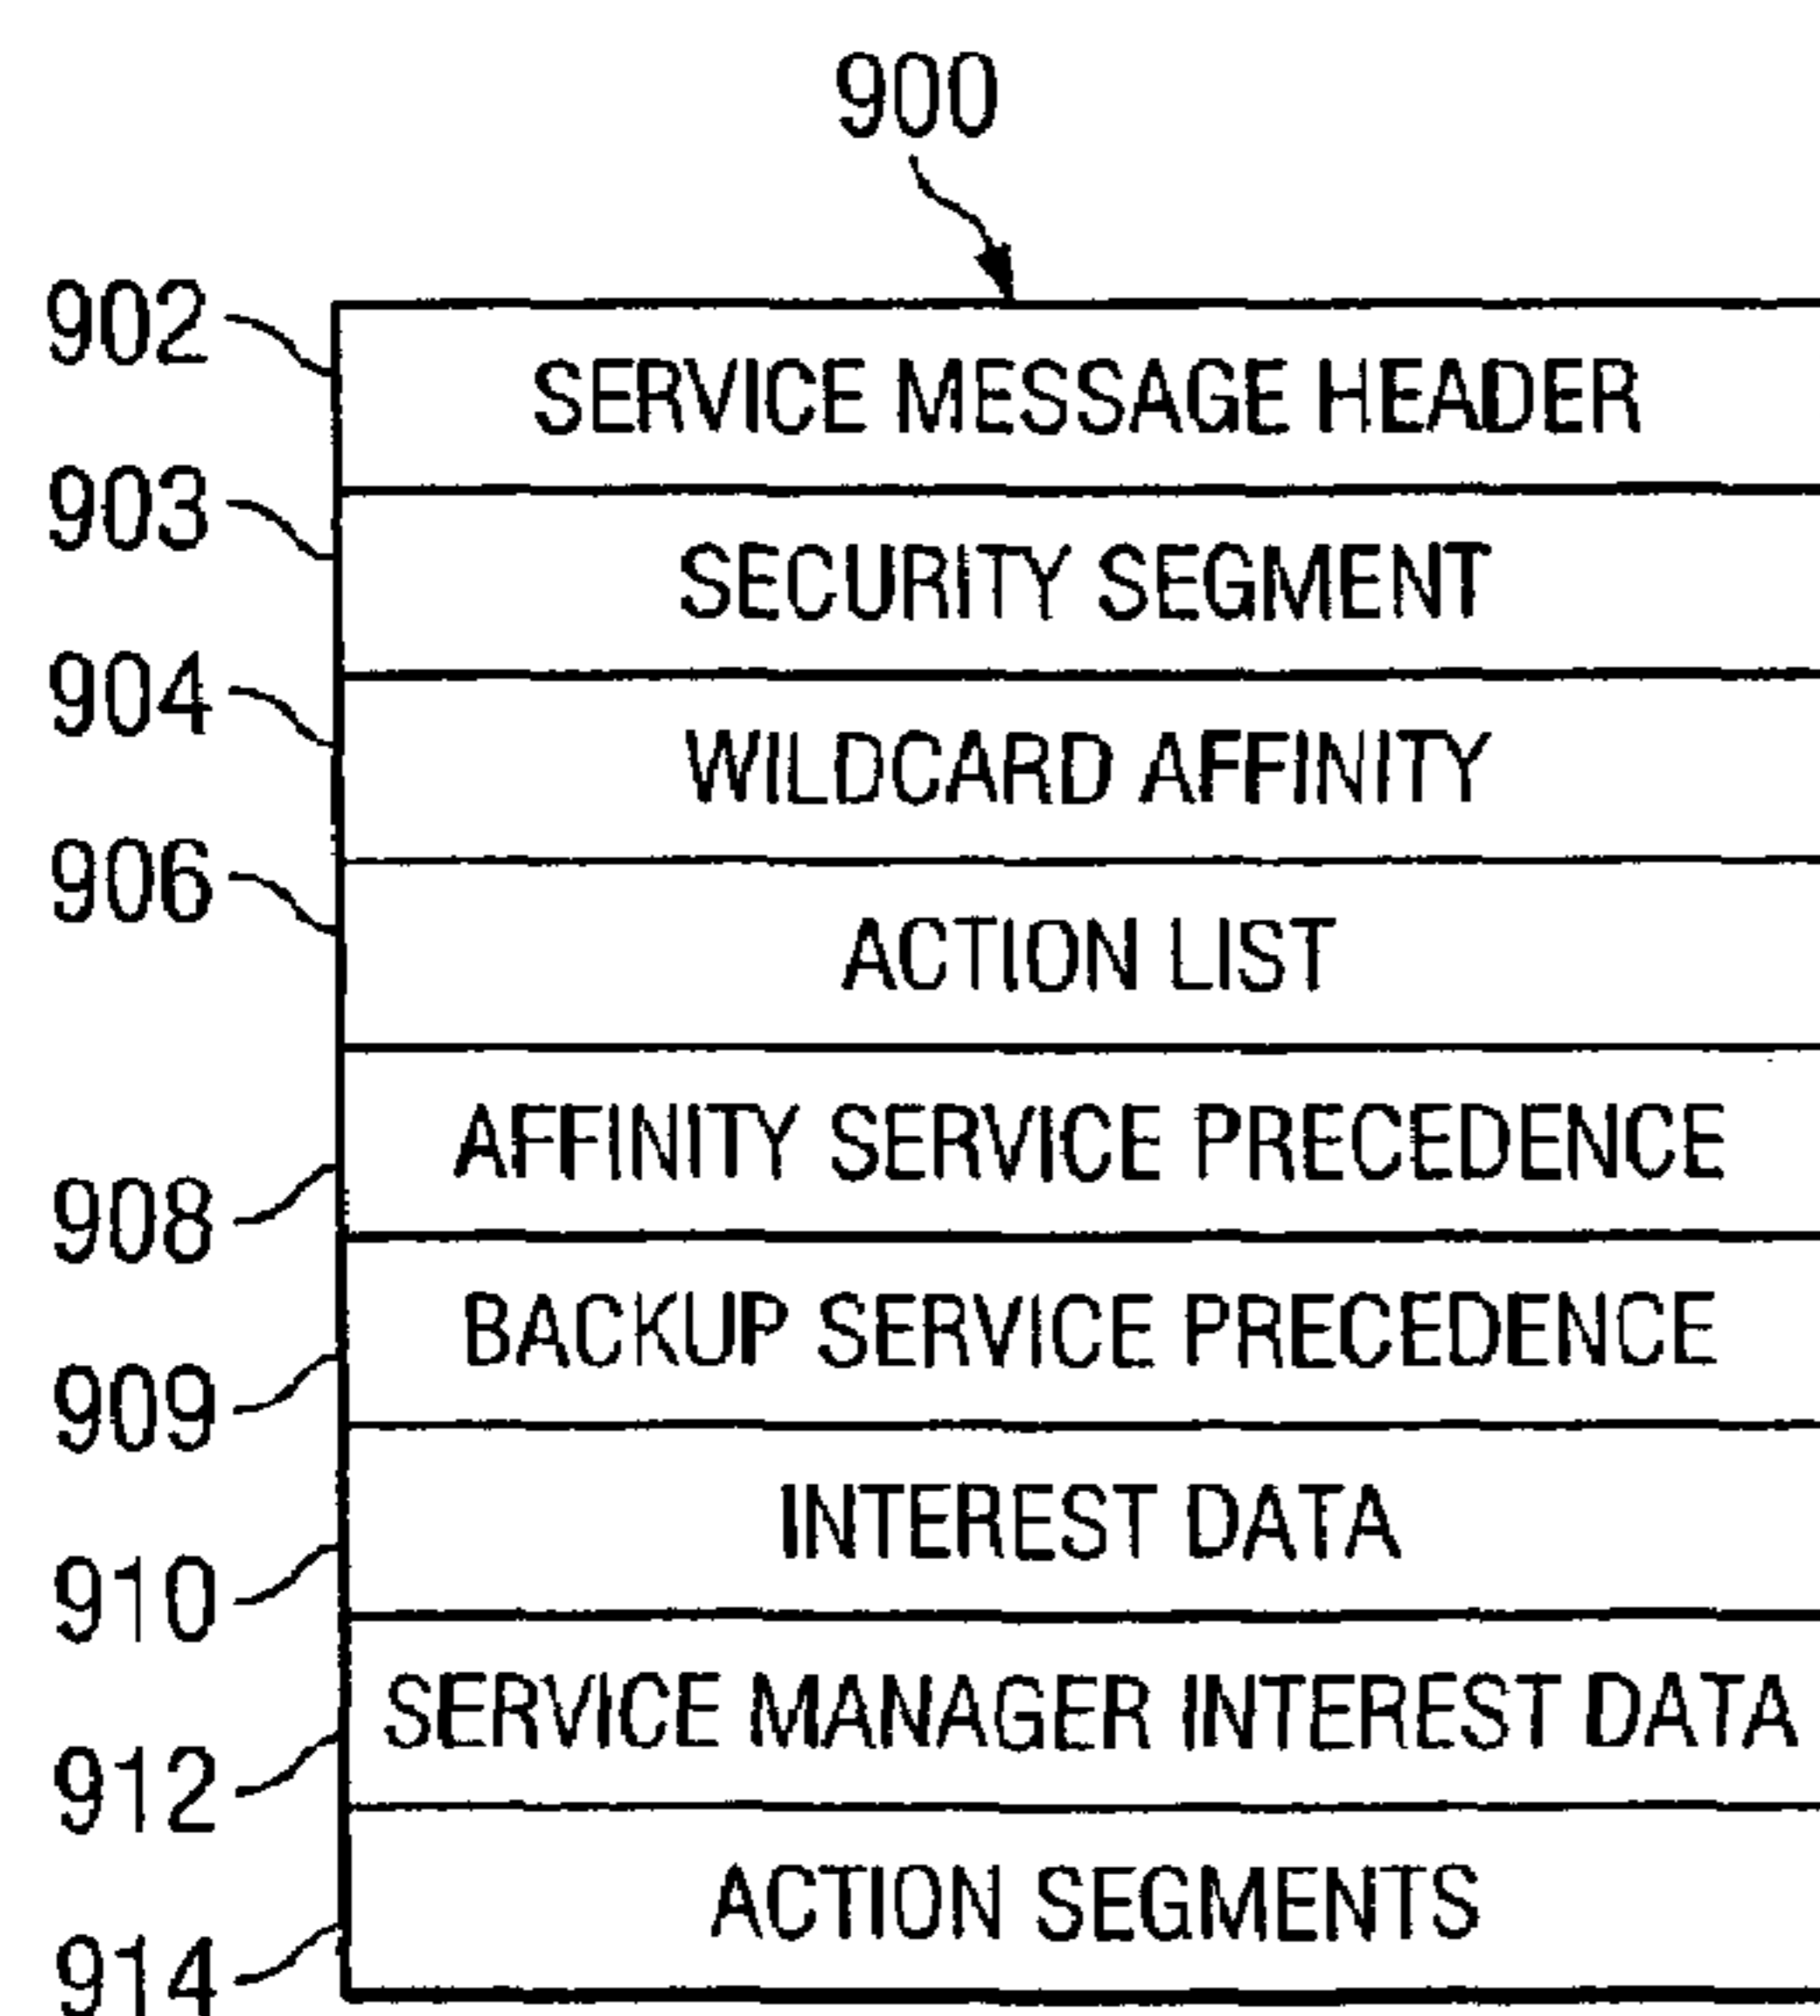 900
902 SERVICE MESSAGE HEADER
903 SECURITY SEGMENT
904 WILDCARD AFFINITY
906 ACTION LIST
908 AFFINITY SERVICE PRECEDENCE
909 BACKUP SERVICE PRECEDENCE
910 INTEREST DATA
912 SERVICE MANAGER INTEREST DATA
914 ACTION SEGMENTS